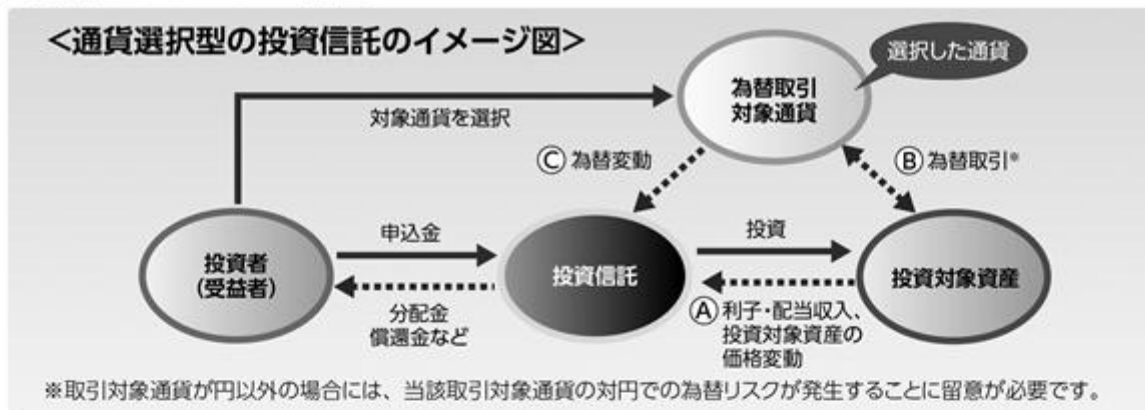 <通貨選択型の投資信託のイメージ図>
選択した通貨
為替取引
対象通貨
対象通貨を選択
Ⓒ 為替変動
Ⓑ 為替取引※
申込金
投資
投資者
(受益者)
投資信託
投資対象資産
分配金
償還金など
Ⓐ 利子・配当収入、
投資対象資産の
価格変動
※取引対象通貨が円以外の場合には、当該取引対象通貨の対円での為替リスクが発生することに留意が必要です。